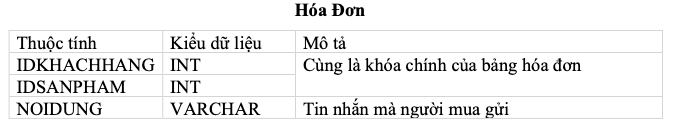 Hóa Đơn
Thuộc tính Kiểu dữ liệu Mô tả
IDKHACHHANG INT Cùng là khóa chính của bảng hóa đơn
IDSANPHAM INT
NOIDUNG VARCHAR Tin nhắn mà người mua gửi